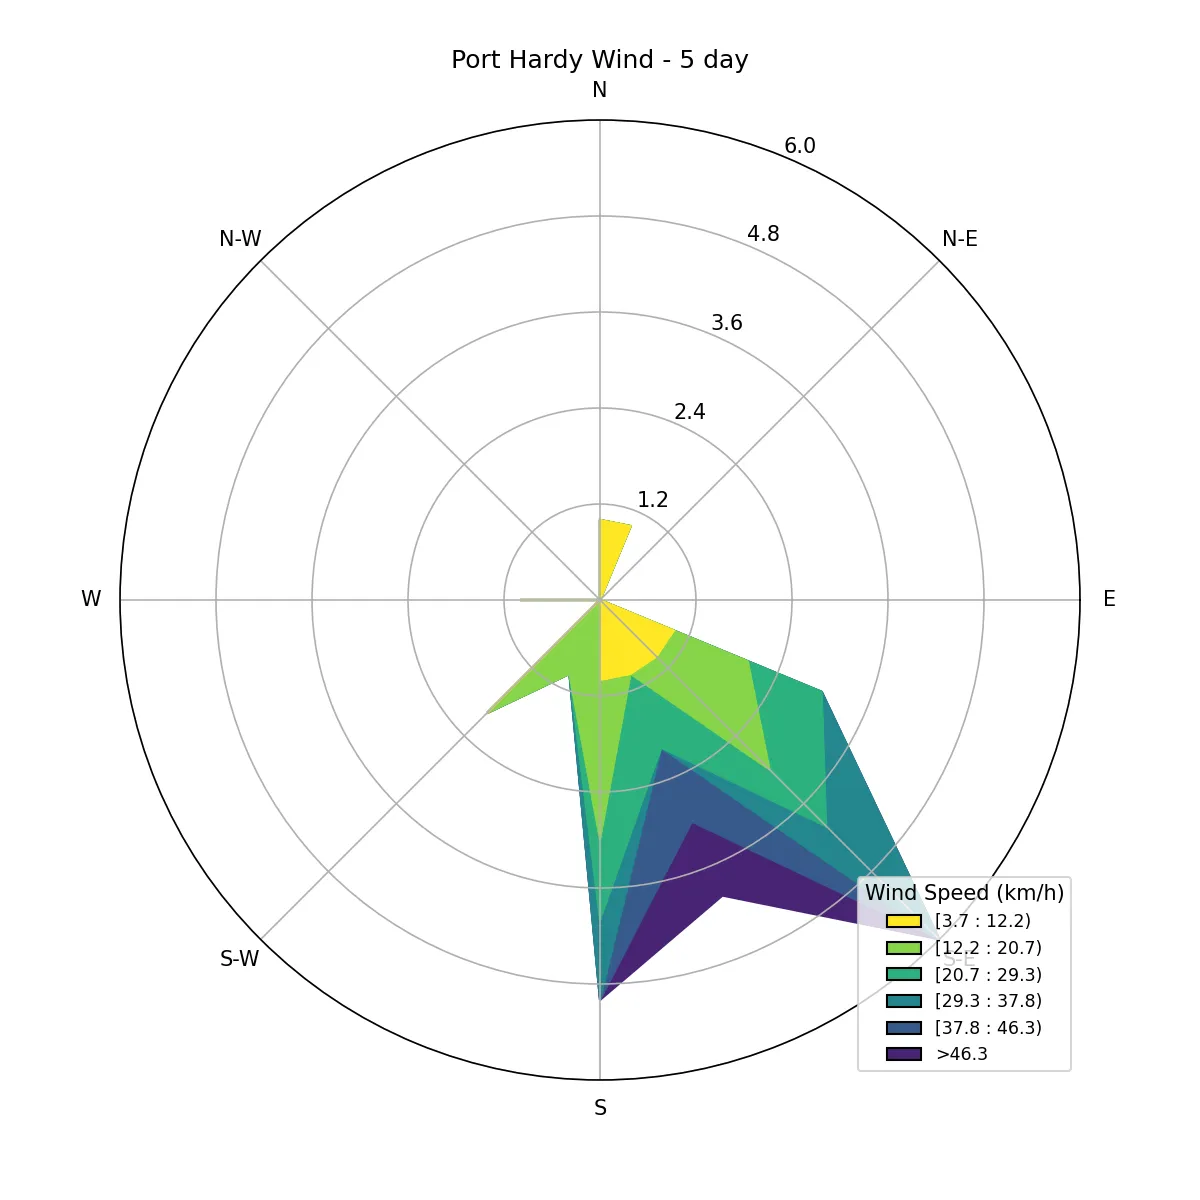 Port Hardy Wind - 5 day
N
6.0
N-W
4.8
N-E
3.6
2.4
1.2
W
E
S-W
S-E
S
Wind Speed (km/h)
[3.7 : 12.2)
[12.2 : 20.7)
[20.7 : 29.3)
[29.3 : 37.8)
[37.8 : 46.3)
>46.3